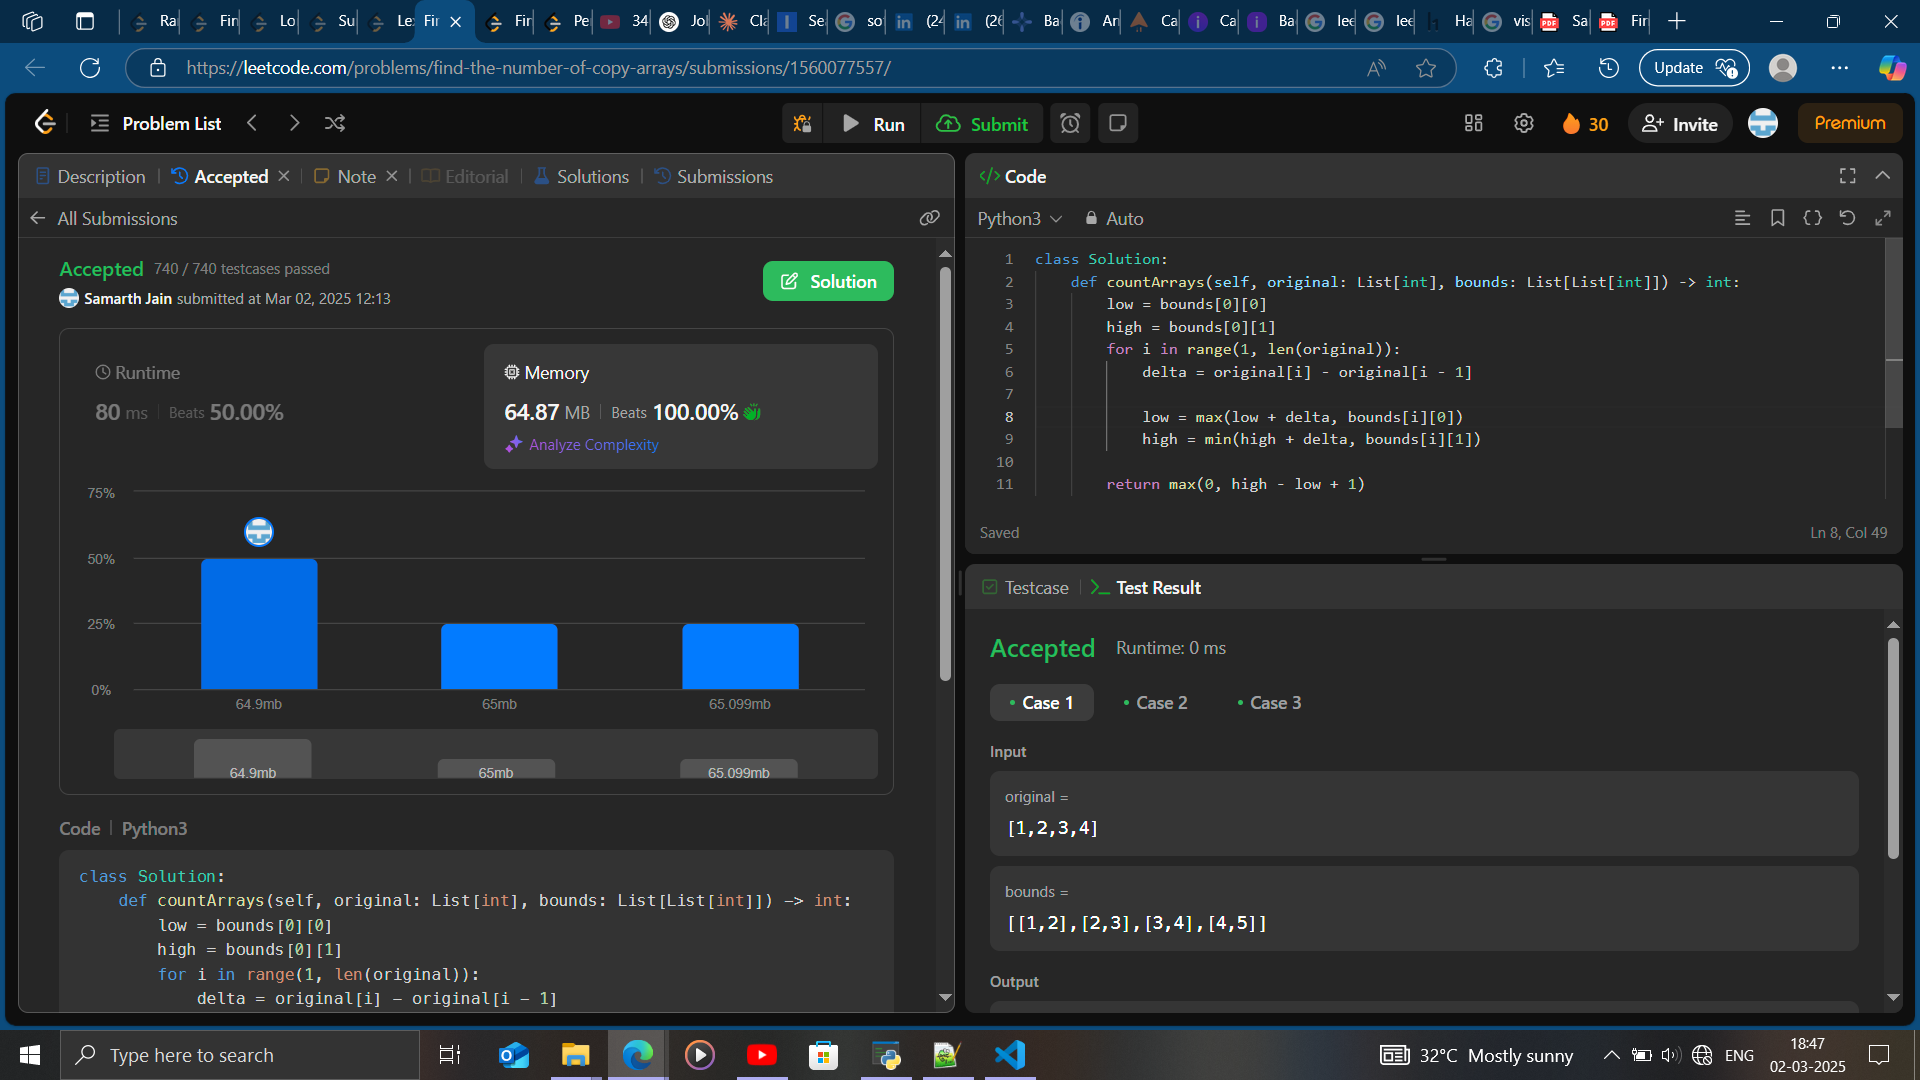 Ra
Fin
Lo
Su
Le
Fir
Fir
Pe
34
Jol
Cla
Se
so
(24
(26
Ba
An
Ca
Ca
Ba
lee
lee
Ha
vis
Sa
Fir
https://leetcode.com/problems/find-the-number-of-copy-arrays/submissions/1560077557/
Update
Problem List
Run
Submit
30
Invite
Premium
Description
Accepted
Note
Editorial
Solutions
Submissions
All Submissions
Accepted 740 / 740 testcases passed
Samarth Jain submitted at Mar 02, 2025 12:13
Solution
Runtime
80 ms
Beats 50.00%
Memory
64.87 MB
Beats 100.00%
Analyze Complexity
75%
50%
25%
0%
64.9mb
65mb
65.099mb
64.9mb
65mb
65.099mb
Code
Python3
class Solution:
def countArrays(self, original: List[int], bounds: List[List[int]]) -> int:
low = bounds[0][0]
high = bounds[0][1]
for i in range(1, len(original)):
delta = original[i] - original[i - 1]
</> Code
Python3
Auto
1 class Solution:
2 def countArrays(self, original: List[int], bounds: List[List[int]]) -> int:
3 low = bounds[0][0]
4 high = bounds[0][1]
5 for i in range(1, len(original)):
6 delta = original[i] - original[i - 1]
7
8 low = max(low + delta, bounds[i][0])
9 high = min(high + delta, bounds[i][1])
10
11 return max(0, high - low + 1)
Saved
Ln 8, Col 49
Testcase
Test Result
Accepted
Runtime: 0 ms
Case 1
Case 2
Case 3
Input
original =
[1,2,3,4]
bounds =
[[1,2],[2,3],[3,4],[4,5]]
Output
Type here to search
32°C Mostly sunny
ENG
18:47
02-03-2025